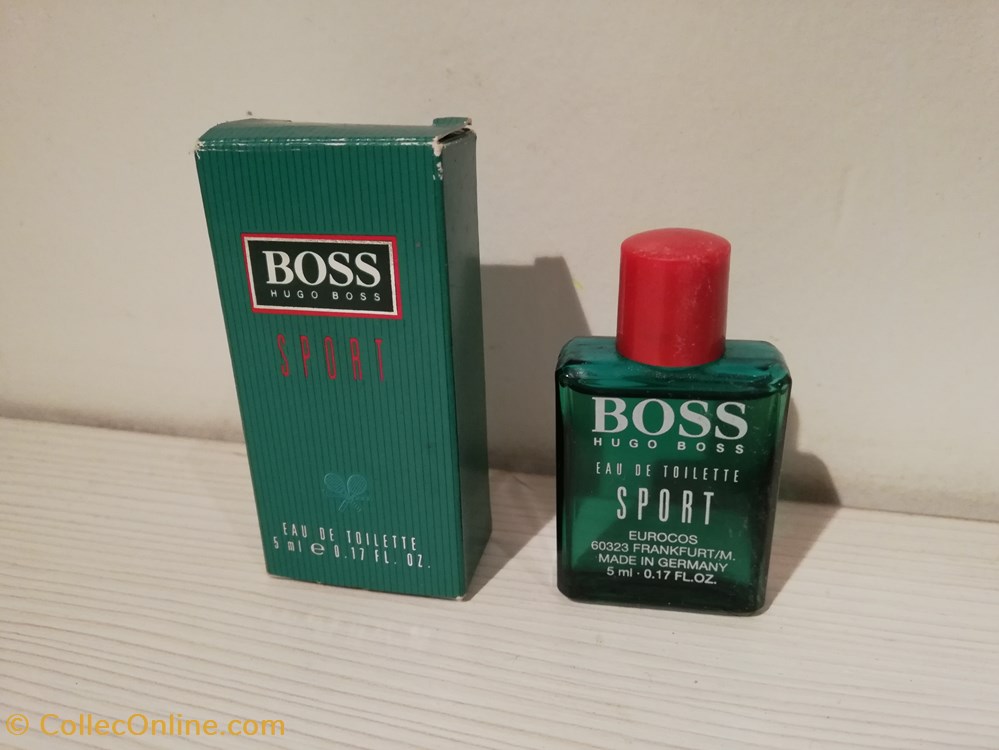 BOSS
HUGO BOSS
SPORT
EAU DE TOILETTE
5 ml e 0.17 FL. OZ.
BOSS
HUGO BOSS
EAU DE TOILETTE
SPORT
EUROCOS
60323 FRANKFURT/M.
MADE IN GERMANY
5 ml · 0.17 FL.OZ.
© CollecOnline.com